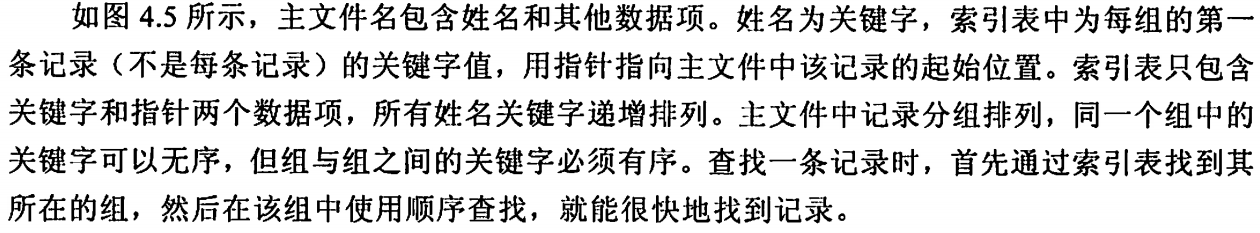 如图 4.5 所示，主文件名包含姓名和其他数据项。姓名为关键字，索引表中为每组的第一
条记录（不是每条记录）的关键字值，用指针指向主文件中该记录的起始位置。索引表只包含
关键字和指针两个数据项，所有姓名关键字递增排列。主文件中记录分组排列，同一个组中的
关键字可以无序，但组与组之间的关键字必须有序。查找一条记录时，首先通过索引表找到其
所在的组，然后在该组中使用顺序查找，就能很快地找到记录。